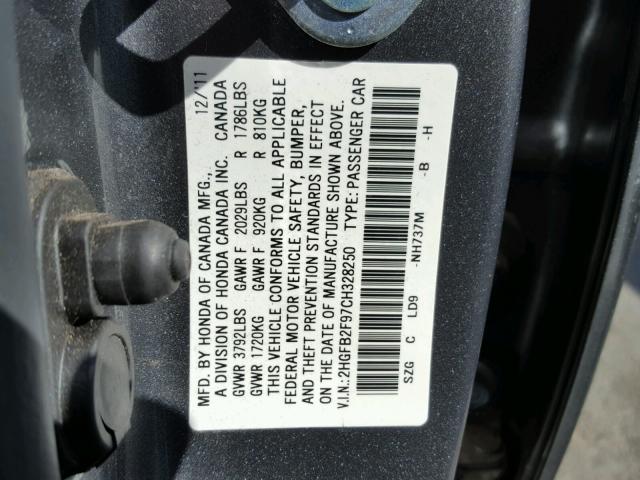 MFD. BY HONDA OF CANADA MFG., 12/11
A DIVISION OF HONDA CANADA INC. CANADA
GVWR 3792LBS GAWR F 2029LBS R 1786LBS
GVWR 1720KG GAWR F 920KG R 810KG
THIS VEHICLE CONFORMS TO ALL APPLICABLE
FEDERAL MOTOR VEHICLE SAFETY, BUMPER,
AND THEFT PREVENTION STANDARDS IN EFFECT
ON THE DATE OF MANUFACTURE SHOWN ABOVE.
V.I.N.:2HGFB2F97CH328250 TYPE: PASSENGER CAR
SZG C LD9 -NH737M -B -H